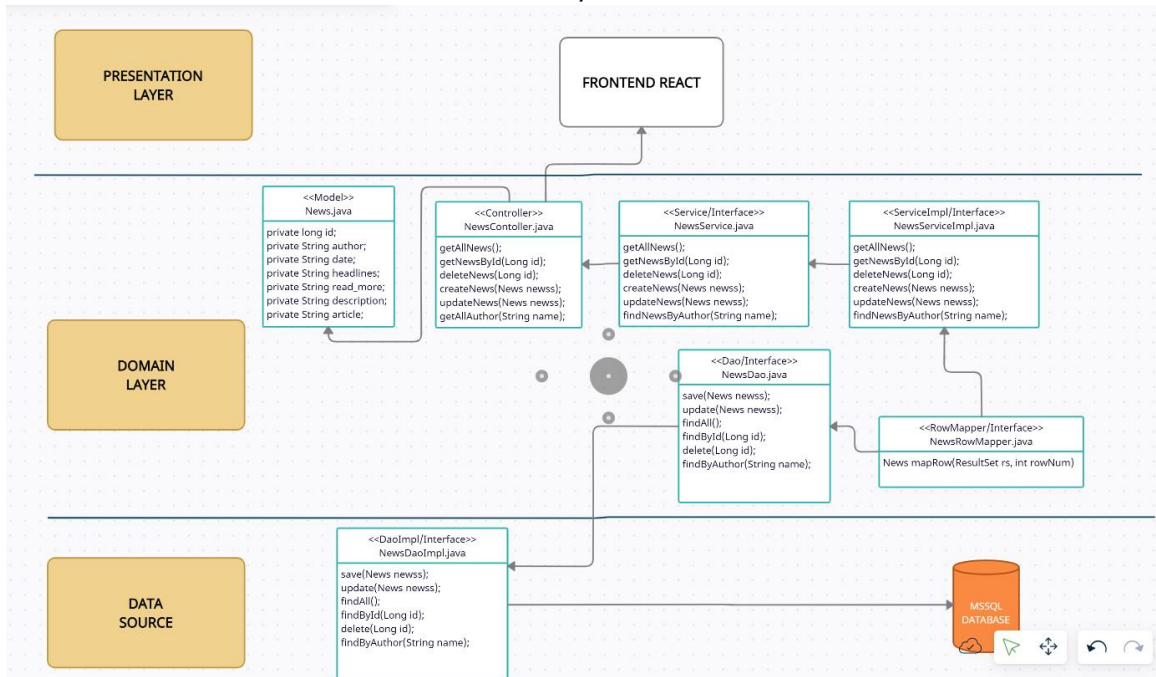 PRESENTATION
LAYER
FRONTEND REACT
<<Model>>
News.java
private long id;
private String author;
private String date;
private String headlines;
private String read_more;
private String description;
private String article;
<<Controller>>
NewsContoller.java
getAllNews();
getNewsById(Long id);
deleteNews(Long id);
createNews(News newss);
updateNews(News newss);
getAllAuthor(String name);
<<Service/Interface>>
NewsService.java
getAllNews();
getNewsById(Long id);
deleteNews(Long id);
createNews(News newss);
updateNews(News newss);
findNewsByAuthor(String name);
<<ServiceImpl/Interface>>
NewsServiceImpl.java
getAllNews();
getNewsById(Long id);
deleteNews(Long id);
createNews(News newss);
updateNews(News newss);
findNewsByAuthor(String name);
DOMAIN
LAYER
<<Dao/Interface>>
NewsDao.java
save(News newss);
update(News newss);
findAll();
findById(Long id);
delete(Long id);
findByAuthor(String name);
<<RowMapper/Interface>>
NewsRowMapper.java
News mapRow(ResultSet rs, int rowNum)
DATA
SOURCE
<<DaoImpl/Interface>>
NewsDaoImpl.java
save(News newss);
update(News newss);
findAll();
findById(Long id);
delete(Long id);
findByAuthor(String name);
MSSQL
DATABASE